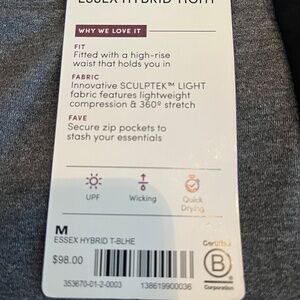 ESSEX HYBRID TIGHT
WHY WE LOVE IT
FIT
Fitted with a high-rise
waist that holds you in
FABRIC
Innovative SCULPTEK™ LIGHT
fabric features lightweight
compression & 360º stretch
FAVE
Secure zip pockets to
stash your essentials
UPF
Wicking
Quick
Drying
M
ESSEX HYBRID T-BLHE
$98.00
353670-01-2-0003
138619900036
Certified
B
Corporation